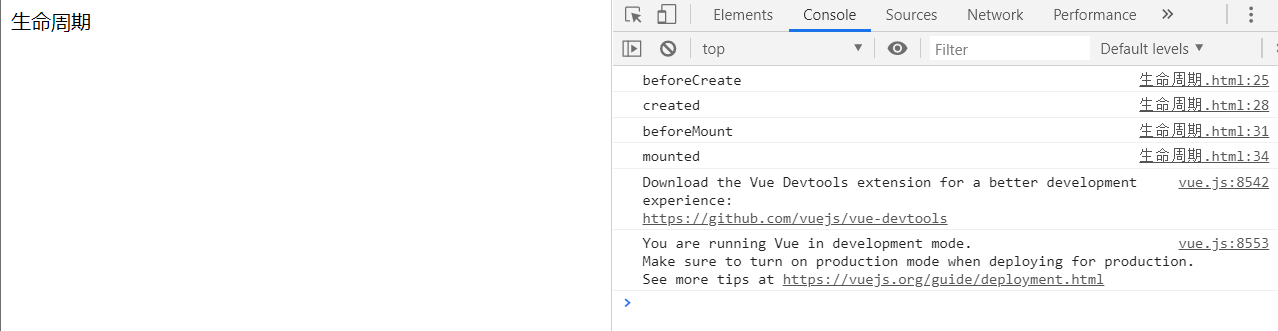 生命周期
Elements Console Sources Network Performance »
top Filter Default levels
beforeCreate 生命周期.html:25
created 生命周期.html:28
beforeMount 生命周期.html:31
mounted 生命周期.html:34
Download the Vue Devtools extension for a better development vue.js:8542
experience:
https://github.com/vuejs/vue-devtools
You are running Vue in development mode. vue.js:8553
Make sure to turn on production mode when deploying for production.
See more tips at https://vuejs.org/guide/deployment.html